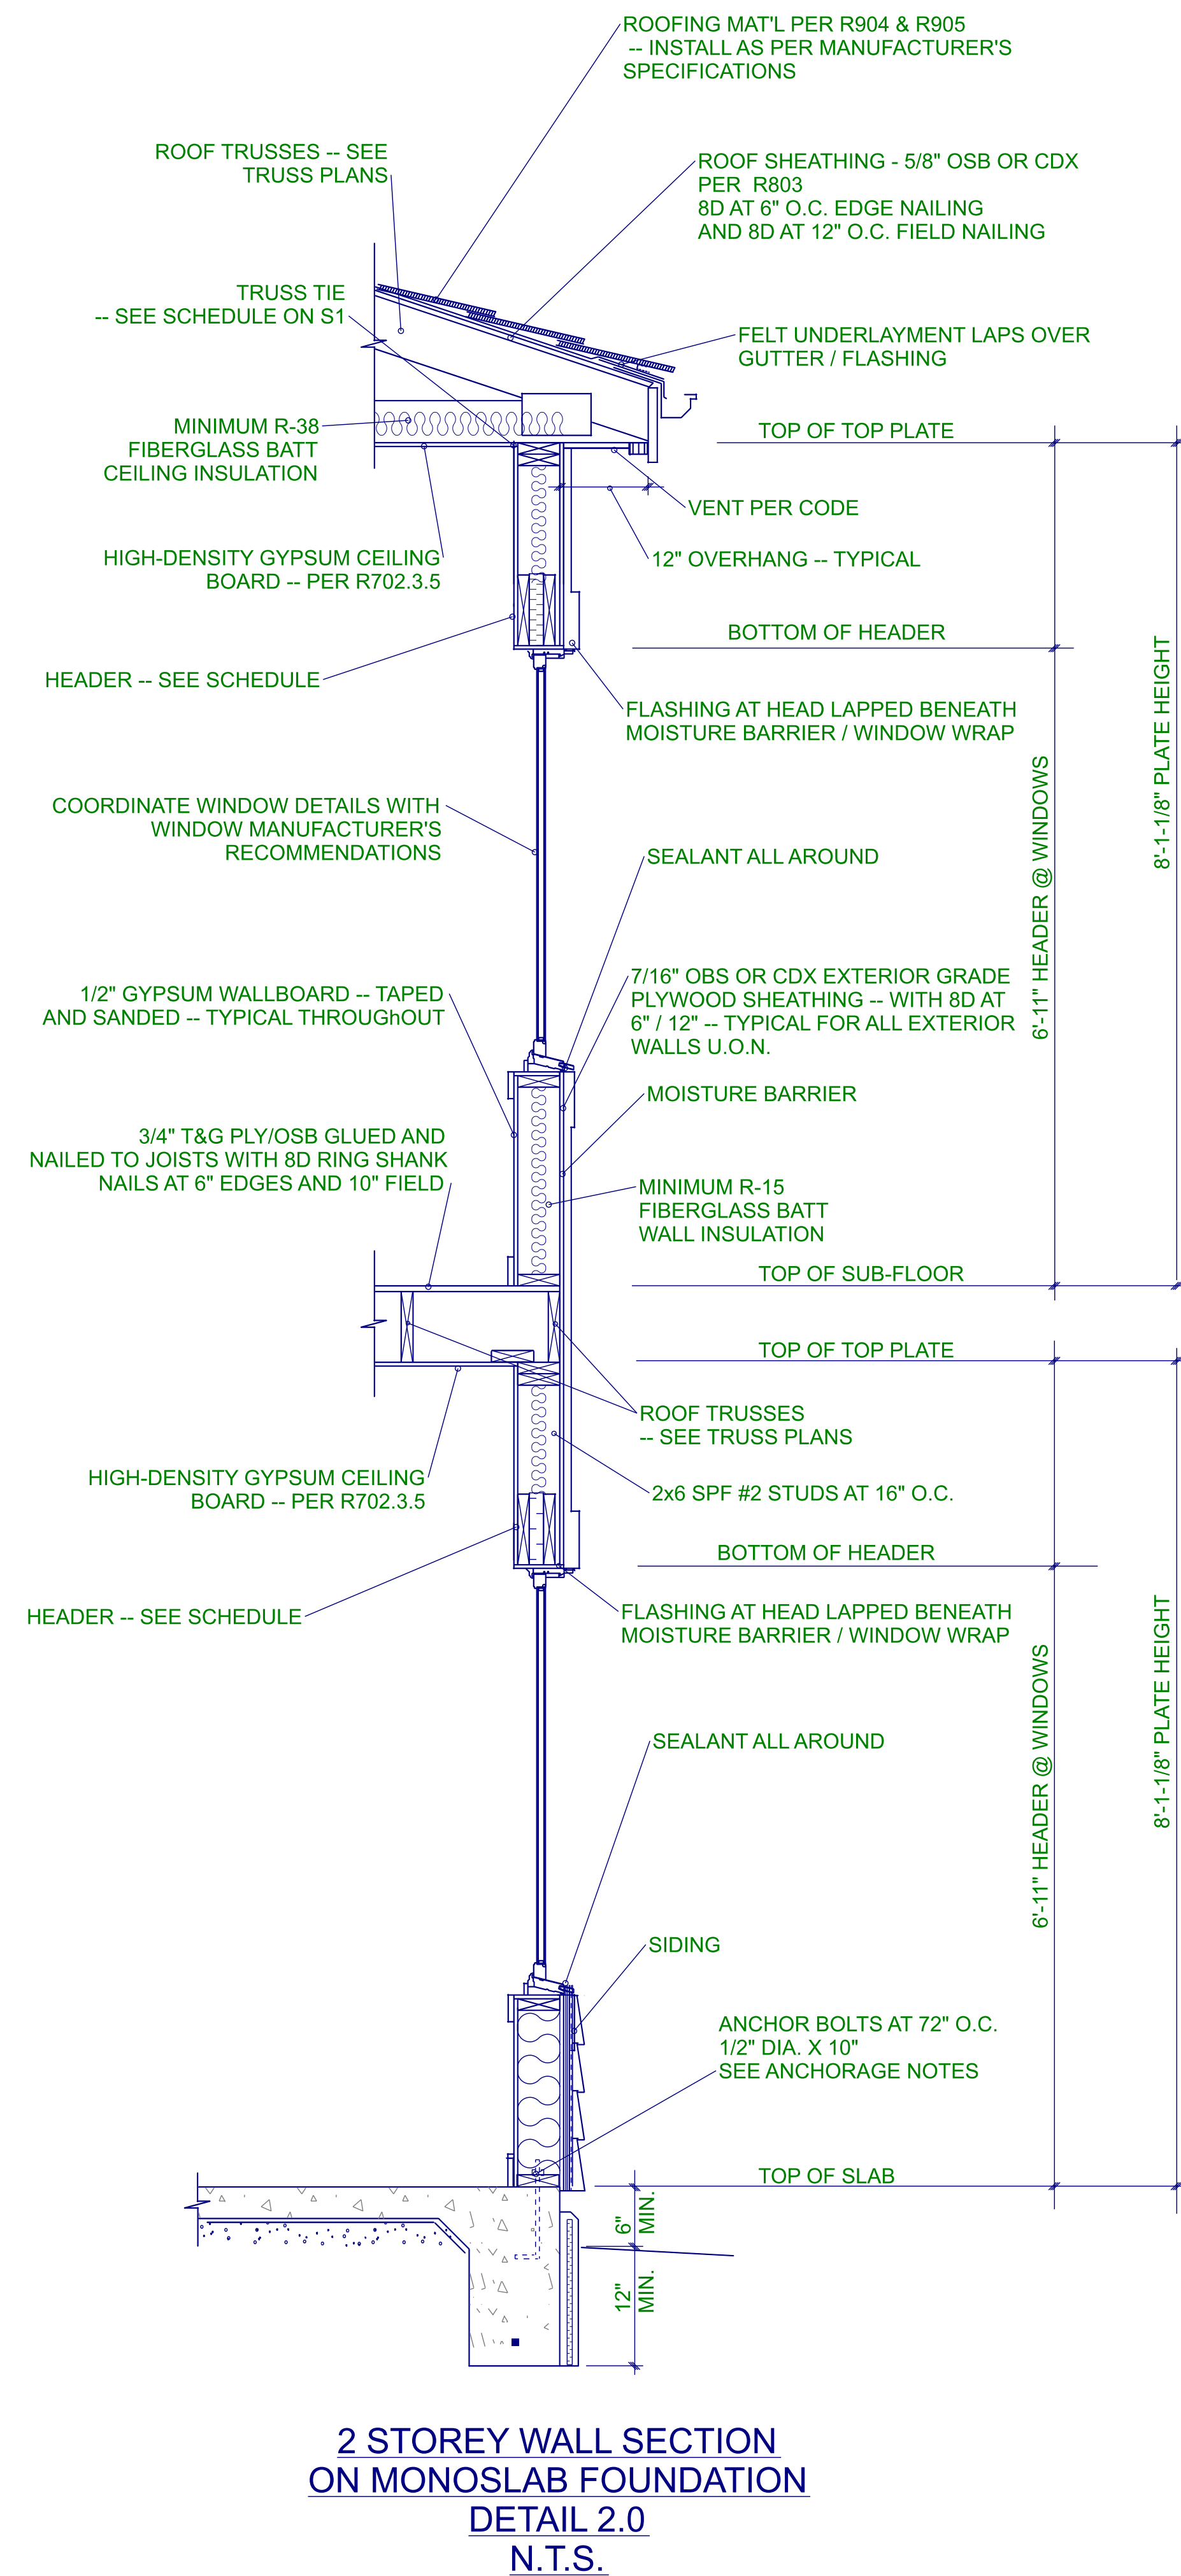 ROOFING MAT'L PER R904 & R905
-- INSTALL AS PER MANUFACTURER'S
SPECIFICATIONS
ROOF TRUSSES -- SEE
TRUSS PLANS
ROOF SHEATHING - 5/8" OSB OR CDX
PER R803
8D AT 6" O.C. EDGE NAILING
AND 8D AT 12" O.C. FIELD NAILING
TRUSS TIE
-- SEE SCHEDULE ON S1
FELT UNDERLAYMENT LAPS OVER
GUTTER / FLASHING
MINIMUM R-38
FIBERGLASS BATT
CEILING INSULATION
TOP OF TOP PLATE
VENT PER CODE
HIGH-DENSITY GYPSUM CEILING
BOARD -- PER R702.3.5
12" OVERHANG -- TYPICAL
BOTTOM OF HEADER
HEADER -- SEE SCHEDULE
FLASHING AT HEAD LAPPED BENEATH
MOISTURE BARRIER / WINDOW WRAP
8'-1-1/8" PLATE HEIGHT
6'-11" HEADER @ WINDOWS
COORDINATE WINDOW DETAILS WITH
WINDOW MANUFACTURER'S
RECOMMENDATIONS
SEALANT ALL AROUND
1/2" GYPSUM WALLBOARD -- TAPED
AND SANDED -- TYPICAL THROUGhOUT
7/16" OBS OR CDX EXTERIOR GRADE
PLYWOOD SHEATHING -- WITH 8D AT
6" / 12" -- TYPICAL FOR ALL EXTERIOR
WALLS U.O.N.
MOISTURE BARRIER
3/4" T&G PLY/OSB GLUED AND
NAILED TO JOISTS WITH 8D RING SHANK
NAILS AT 6" EDGES AND 10" FIELD
MINIMUM R-15
FIBERGLASS BATT
WALL INSULATION
TOP OF SUB-FLOOR
TOP OF TOP PLATE
ROOF TRUSSES
-- SEE TRUSS PLANS
HIGH-DENSITY GYPSUM CEILING
BOARD -- PER R702.3.5
2x6 SPF #2 STUDS AT 16" O.C.
BOTTOM OF HEADER
HEADER -- SEE SCHEDULE
FLASHING AT HEAD LAPPED BENEATH
MOISTURE BARRIER / WINDOW WRAP
8'-1-1/8" PLATE HEIGHT
6'-11" HEADER @ WINDOWS
SEALANT ALL AROUND
SIDING
ANCHOR BOLTS AT 72" O.C.
1/2" DIA. X 10"
SEE ANCHORAGE NOTES
TOP OF SLAB
6"
MIN.
12"
MIN.
2 STOREY WALL SECTION
ON MONOSLAB FOUNDATION
DETAIL 2.0
N.T.S.